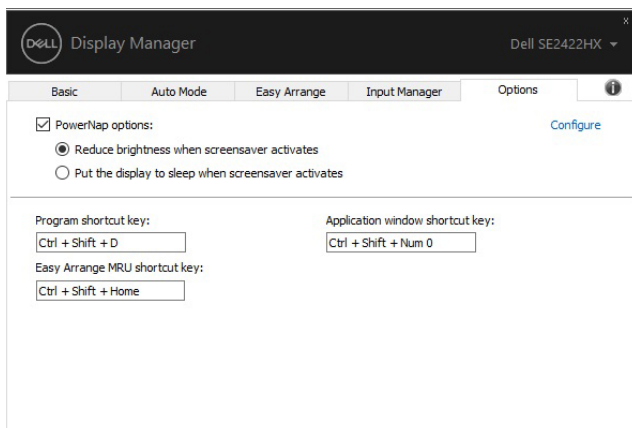 DELL Display Manager
Dell SE2422HX
x
Basic Auto Mode Easy Arrange Input Manager Options
PowerNap options:
Configure
Reduce brightness when screensaver activates
Put the display to sleep when screensaver activates
Program shortcut key:
Application window shortcut key:
Ctrl + Shift + D
Ctrl + Shift + Num 0
Easy Arrange MRU shortcut key:
Ctrl + Shift + Home